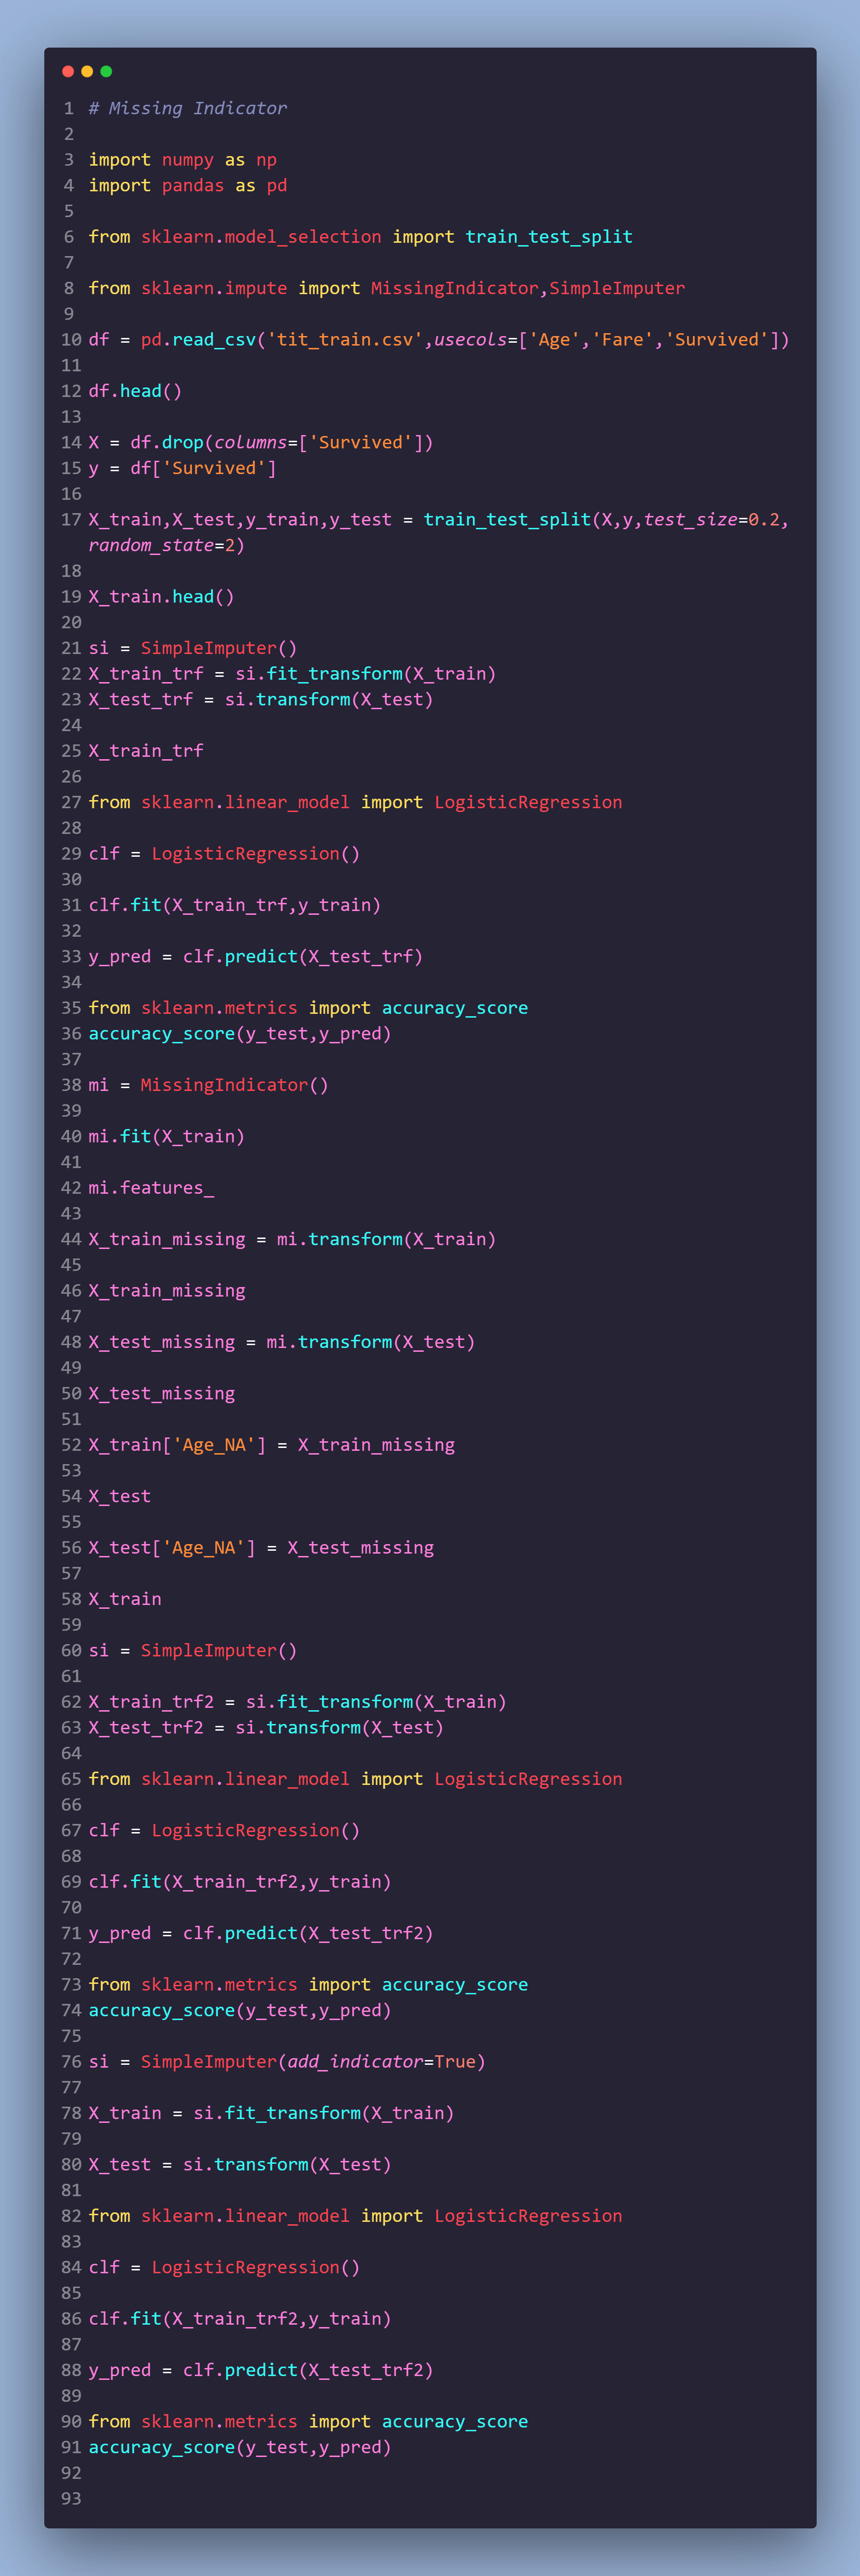 1 # Missing Indicator
2
3 import numpy as np
4 import pandas as pd
5
6 from sklearn.model_selection import train_test_split
7
8 from sklearn.impute import MissingIndicator,SimpleImputer
9
10 df = pd.read_csv('tit_train.csv',usecols=['Age','Fare','Survived'])
11
12 df.head()
13
14 X = df.drop(columns=['Survived'])
15 y = df['Survived']
16
17 X_train,X_test,y_train,y_test = train_test_split(X,y,test_size=0.2,
random_state=2)
18
19 X_train.head()
20
21 si = SimpleImputer()
22 X_train_trf = si.fit_transform(X_train)
23 X_test_trf = si.transform(X_test)
24
25 X_train_trf
26
27 from sklearn.linear_model import LogisticRegression
28
29 clf = LogisticRegression()
30
31 clf.fit(X_train_trf,y_train)
32
33 y_pred = clf.predict(X_test_trf)
34
35 from sklearn.metrics import accuracy_score
36 accuracy_score(y_test,y_pred)
37
38 mi = MissingIndicator()
39
40 mi.fit(X_train)
41
42 mi.features_
43
44 X_train_missing = mi.transform(X_train)
45
46 X_train_missing
47
48 X_test_missing = mi.transform(X_test)
49
50 X_test_missing
51
52 X_train['Age_NA'] = X_train_missing
53
54 X_test
55
56 X_test['Age_NA'] = X_test_missing
57
58 X_train
59
60 si = SimpleImputer()
61
62 X_train_trf2 = si.fit_transform(X_train)
63 X_test_trf2 = si.transform(X_test)
64
65 from sklearn.linear_model import LogisticRegression
66
67 clf = LogisticRegression()
68
69 clf.fit(X_train_trf2,y_train)
70
71 y_pred = clf.predict(X_test_trf2)
72
73 from sklearn.metrics import accuracy_score
74 accuracy_score(y_test,y_pred)
75
76 si = SimpleImputer(add_indicator=True)
77
78 X_train = si.fit_transform(X_train)
79
80 X_test = si.transform(X_test)
81
82 from sklearn.linear_model import LogisticRegression
83
84 clf = LogisticRegression()
85
86 clf.fit(X_train_trf2,y_train)
87
88 y_pred = clf.predict(X_test_trf2)
89
90 from sklearn.metrics import accuracy_score
91 accuracy_score(y_test,y_pred)
92
93